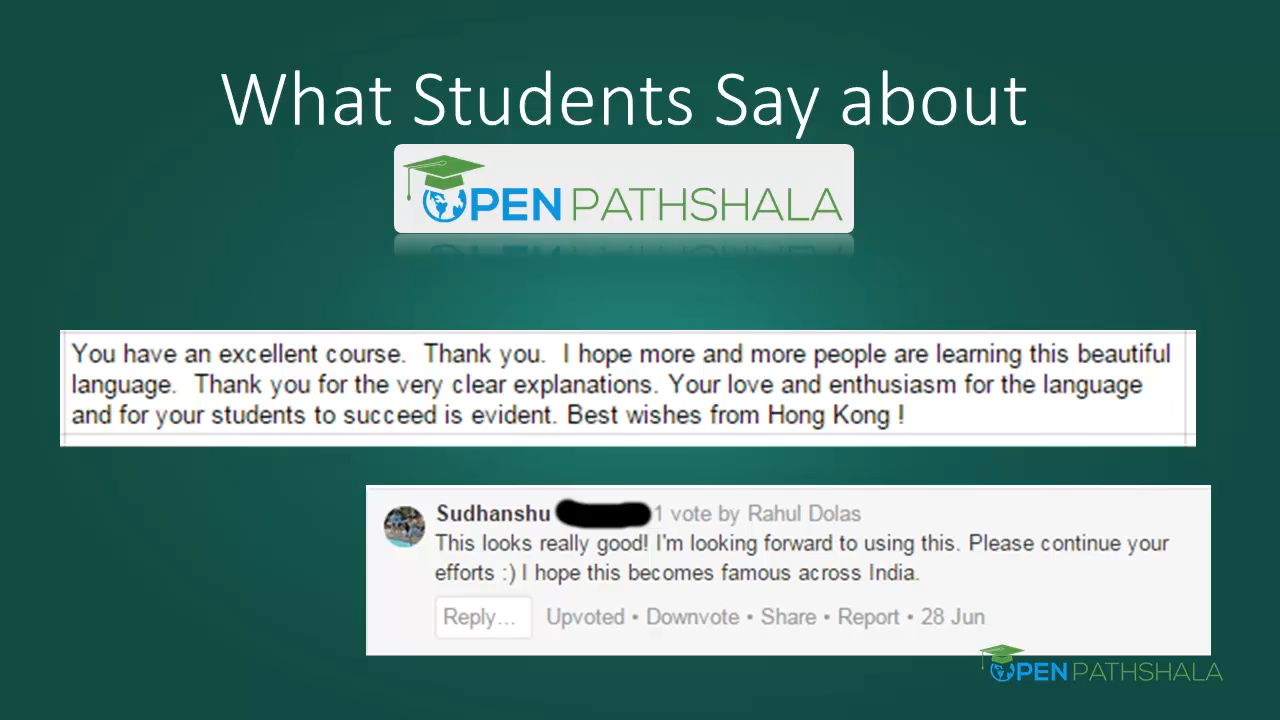 What Students Say about
OPEN PATHSHALA
You have an excellent course. Thank you. I hope more and more people are learning this beautiful
language. Thank you for the very clear explanations. Your love and enthusiasm for the language
and for your students to succeed is evident. Best wishes from Hong Kong !
Sudhanshu 1 vote by Rahul Dolas
This looks really good! I'm looking forward to using this. Please continue your
efforts :) I hope this becomes famous across India.
Reply... Upvoted • Downvote • Share • Report • 28 Jun
OPEN PATHSHALA